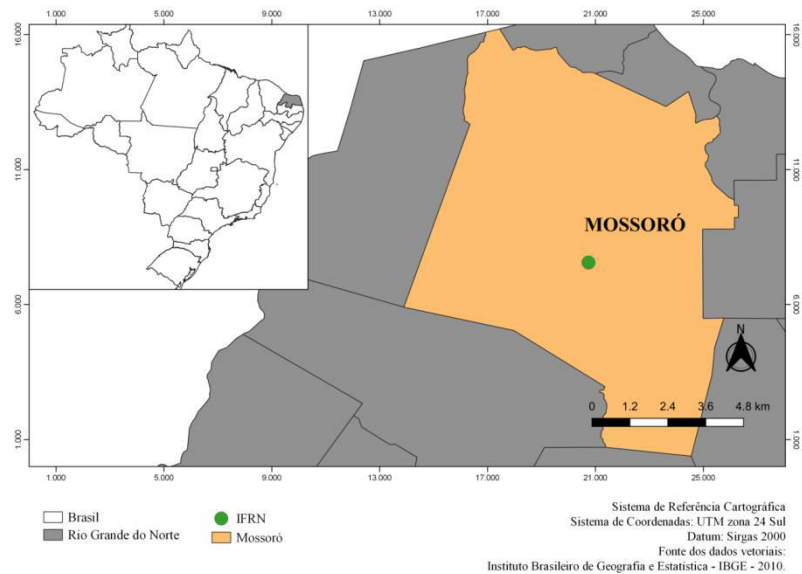 1.000 5.000 9.000 13.000 17.000 21.000 25.000
16.000
16.000
11.000
11.000
MOSSORÓ
6.000
6.000
N
0 1.2 2.4 3.6 4.8 km
1.000
1.000
1.000 5.000 9.000 13.000 17.000 21.000 25.000
Brasil
IFRN
Rio Grande do Norte
Mossoró
Sistema de Referência Cartográfica
Sistema de Coordenadas: UTM zona 24 Sul
Datum: Sirgas 2000
Fonte dos dados vetoriais:
Instituto Brasileiro de Geografia e Estatística - IBGE - 2010.